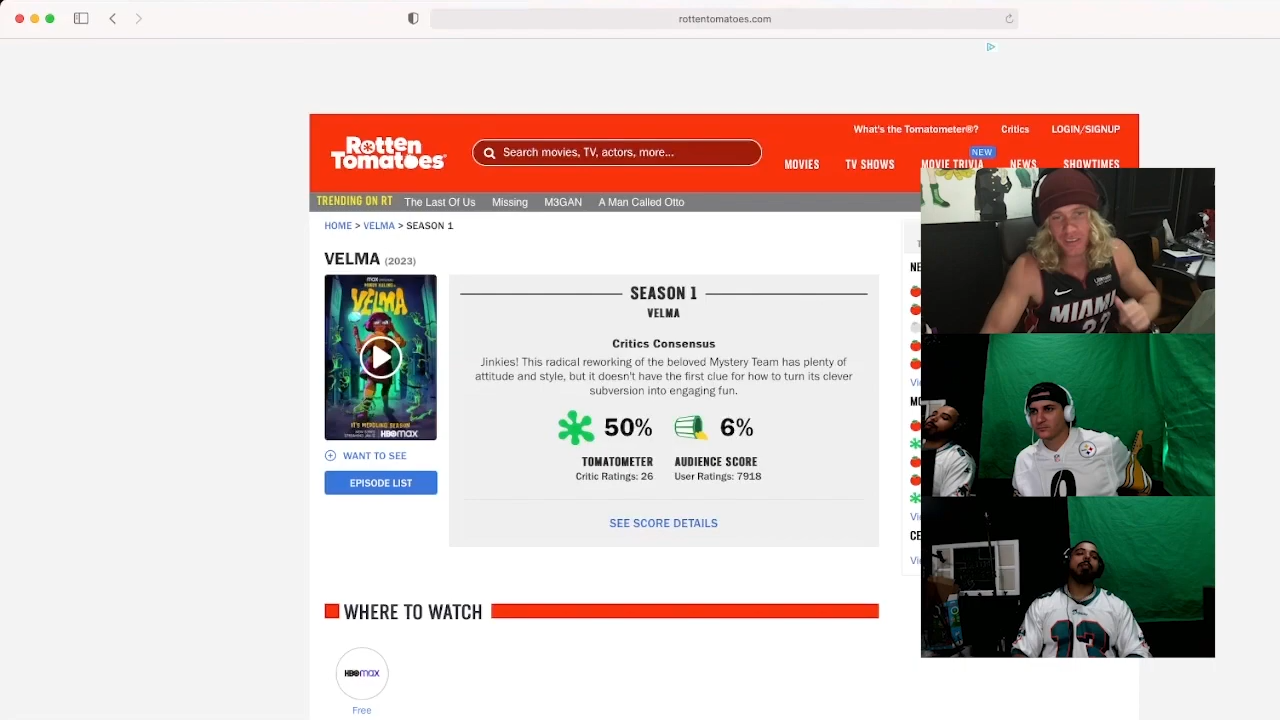 rottentomatoes.com
What's the Tomatometer®?
Critics
LOGIN/SIGNUP
Rotten
Tomatoes
Search movies, TV, actors, more...
NEW
MOVIES
TV SHOWS
MOVIE TRIVIA
NEWS
SHOWTIMES
TRENDING ON RT
The Last Of Us
Missing
M3GAN
A Man Called Otto
HOME > VELMA > SEASON 1
VELMA (2023)
VELMA
HBOMAX
SEASON 1
VELMA
Critics Consensus
Jinkies! This radical reworking of the beloved Mystery Team has plenty of
attitude and style, but it doesn't have the first clue for how to turn its clever
subversion into engaging fun.
50%
6%
TOMATOMETER
AUDIENCE SCORE
Critic Ratings: 26
User Ratings: 7918
SEE SCORE DETAILS
WANT TO SEE
EPISODE LIST
WHERE TO WATCH
HBOmax
Free
MIAMI